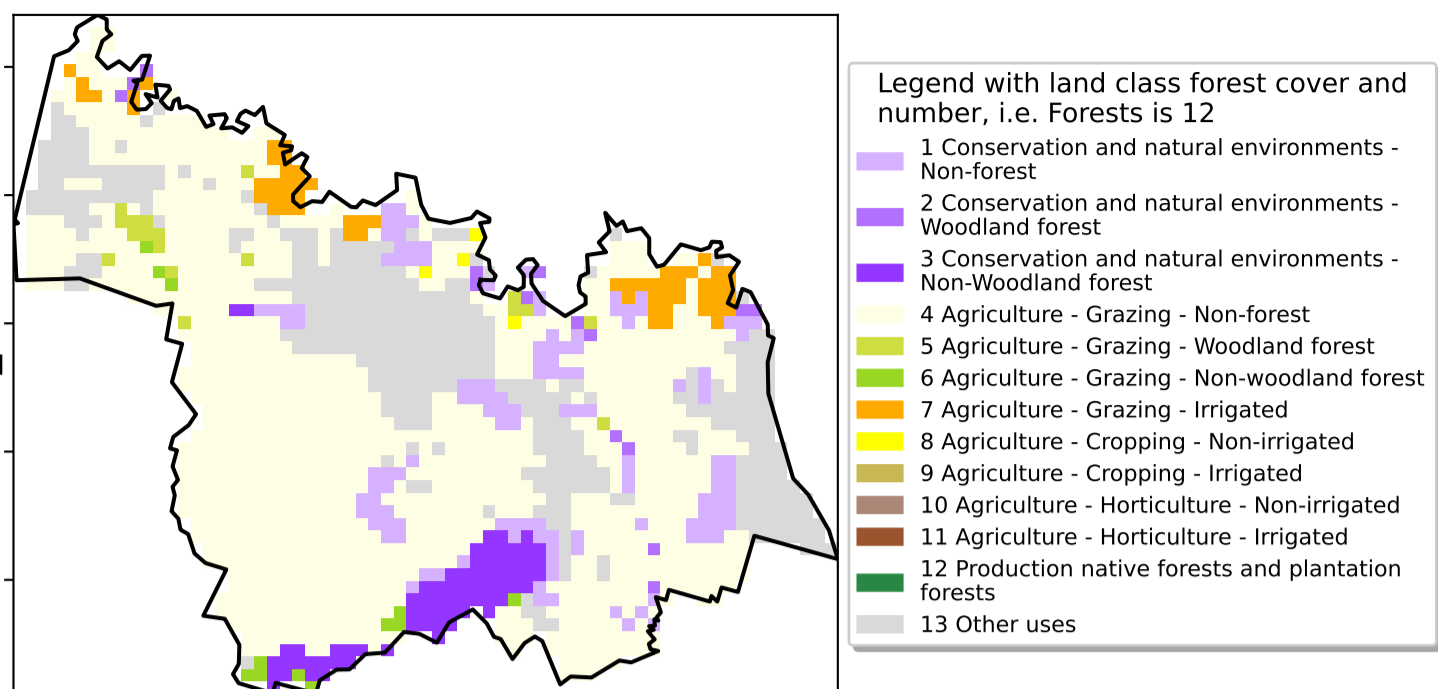 Legend with land class forest cover and
number, i.e. Forests is 12
1 Conservation and natural environments -
Non-forest
2 Conservation and natural environments -
Woodland forest
3 Conservation and natural environments -
Non-Woodland forest
4 Agriculture - Grazing - Non-forest
5 Agriculture - Grazing - Woodland forest
6 Agriculture - Grazing - Non-woodland forest
7 Agriculture - Grazing - Irrigated
8 Agriculture - Cropping - Non-irrigated
9 Agriculture - Cropping - Irrigated
10 Agriculture - Horticulture - Non-irrigated
11 Agriculture - Horticulture - Irrigated
12 Production native forests and plantation
forests
13 Other uses